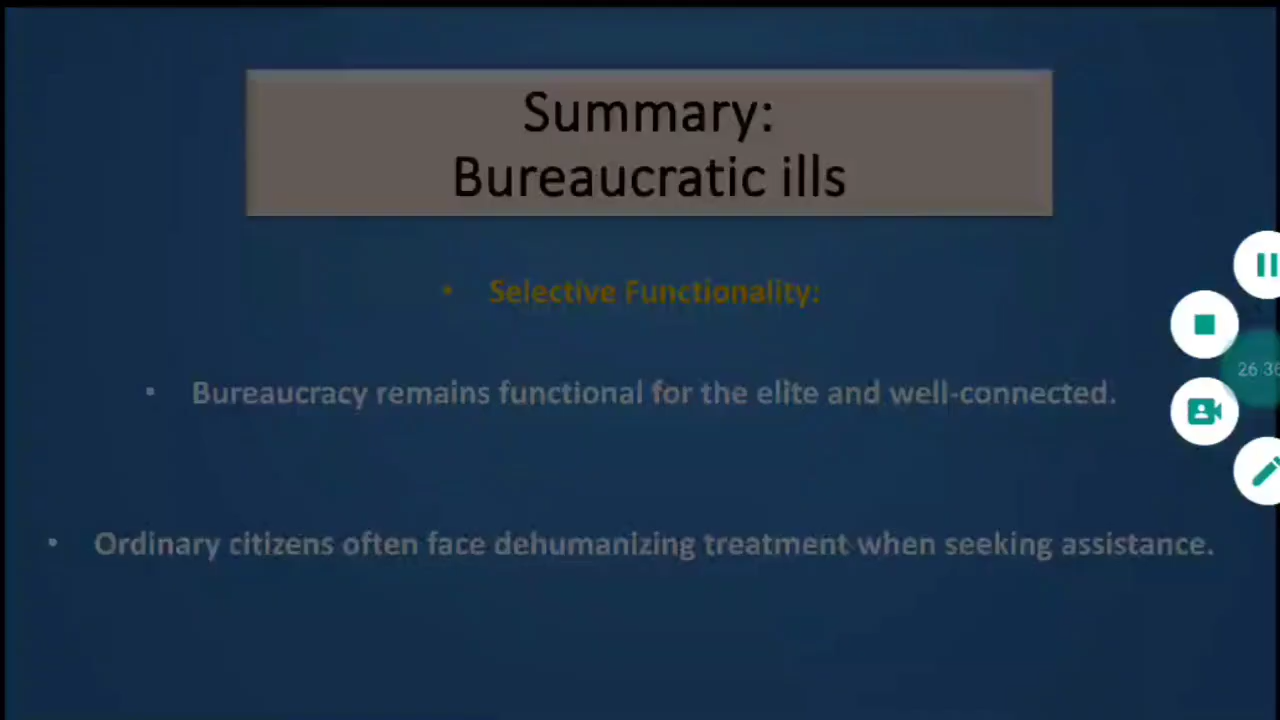 Summary:
Bureaucratic ills
• Selective Functionality:
• Bureaucracy remains functional for the elite and well-connected.
• Ordinary citizens often face dehumanizing treatment when seeking assistance.